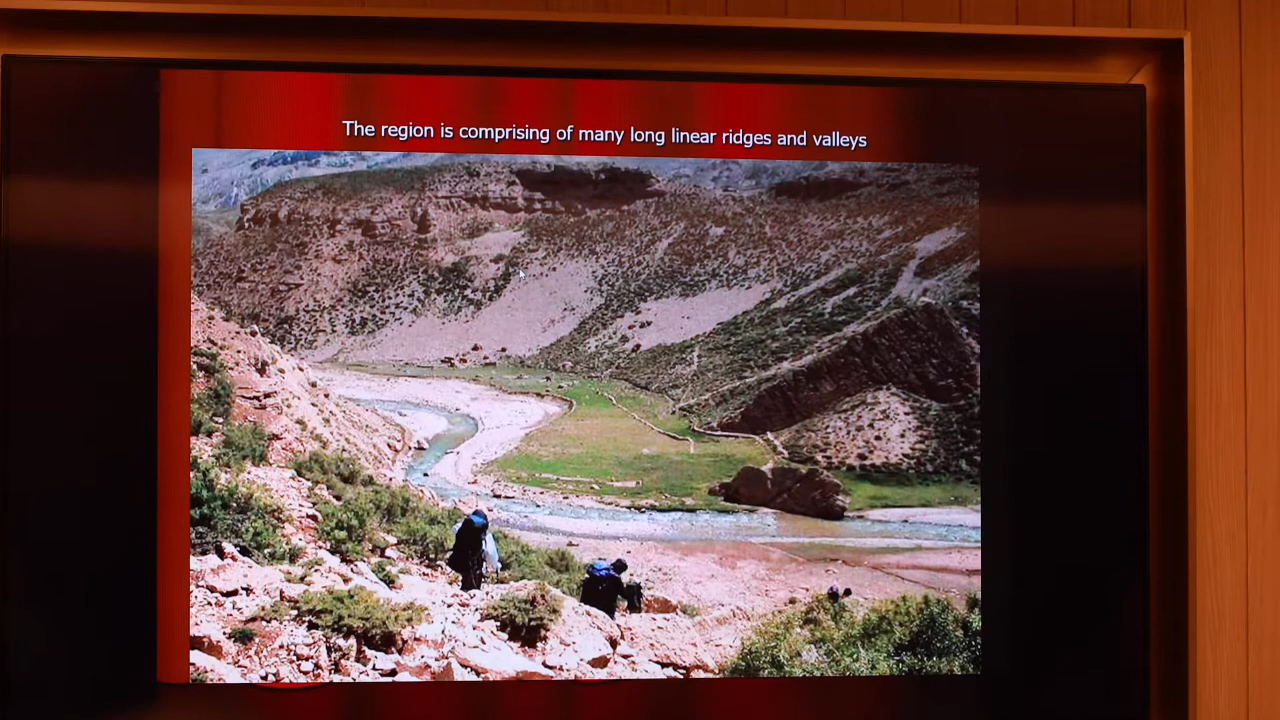 The region is comprising of many long linear ridges and valleys